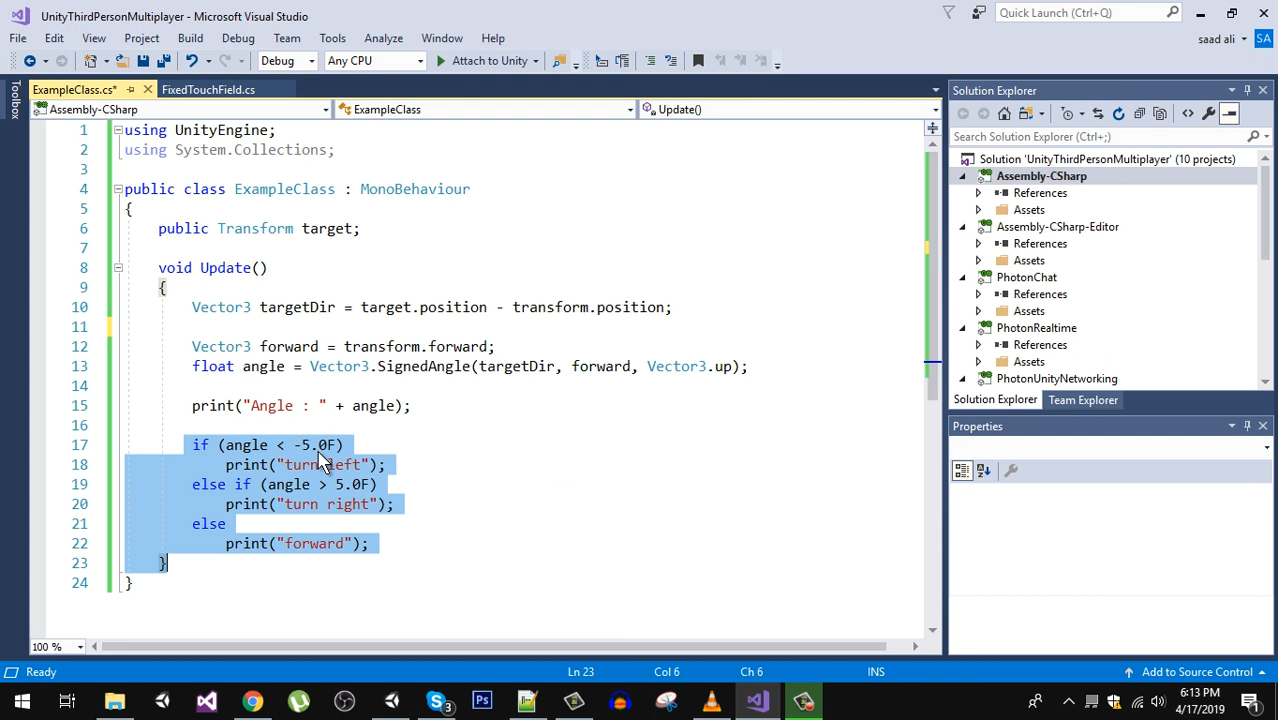 UnityThirdPersonMultiplayer - Microsoft Visual Studio
Quick Launch (Ctrl+Q)
File Edit View Project Build Debug Team Tools Analyze Window Help
saad ali SA
Debug Any CPU Attach to Unity
Toolbox
ExampleClass.cs* FixedTouchField.cs
Assembly-CSharp ExampleClass Update()
1 using UnityEngine;
2 using System.Collections;
3
4 public class ExampleClass : MonoBehaviour
5 {
6 public Transform target;
7
8 void Update()
9 {
10 Vector3 targetDir = target.position - transform.position;
11
12 Vector3 forward = transform.forward;
13 float angle = Vector3.SignedAngle(targetDir, forward, Vector3.up);
14
15 print("Angle : " + angle);
16
17 if (angle < -5.0F)
18 print("turn left");
19 else if (angle > 5.0F)
20 print("turn right");
21 else
22 print("forward");
23 }
24 }
100 %
Solution Explorer
Search Solution Explorer (Ctrl+;)
Solution 'UnityThirdPersonMultiplayer' (10 projects)
Assembly-CSharp
References
Assets
Assembly-CSharp-Editor
References
Assets
PhotonChat
References
Assets
PhotonRealtime
References
Assets
PhotonUnityNetworking
Solution Explorer Team Explorer
Properties
Ready Ln 23 Col 6 Ch 6 INS Add to Source Control
3
Ps
6:13 PM
4/17/2019
1